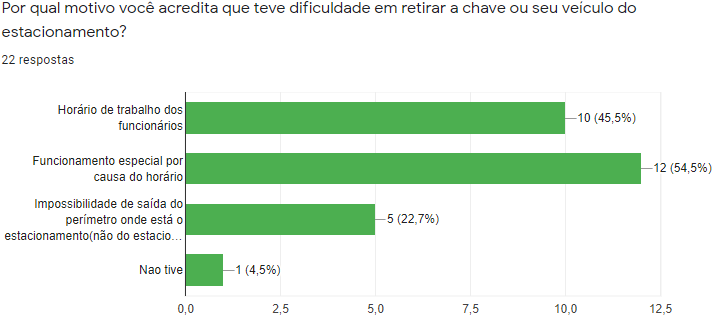 Por qual motivo você acredita que teve dificuldade em retirar a chave ou seu veículo do
estacionamento?
22 respostas
Horário de trabalho dos
funcionários
10 (45,5%)
Funcionamento especial por
causa do horário
12 (54,5%)
Impossibilidade de saída do
perímetro onde está o
estacionamento(não do estacio…
5 (22,7%)
Nao tive
1 (4,5%)
0,0
2,5
5,0
7,5
10,0
12,5